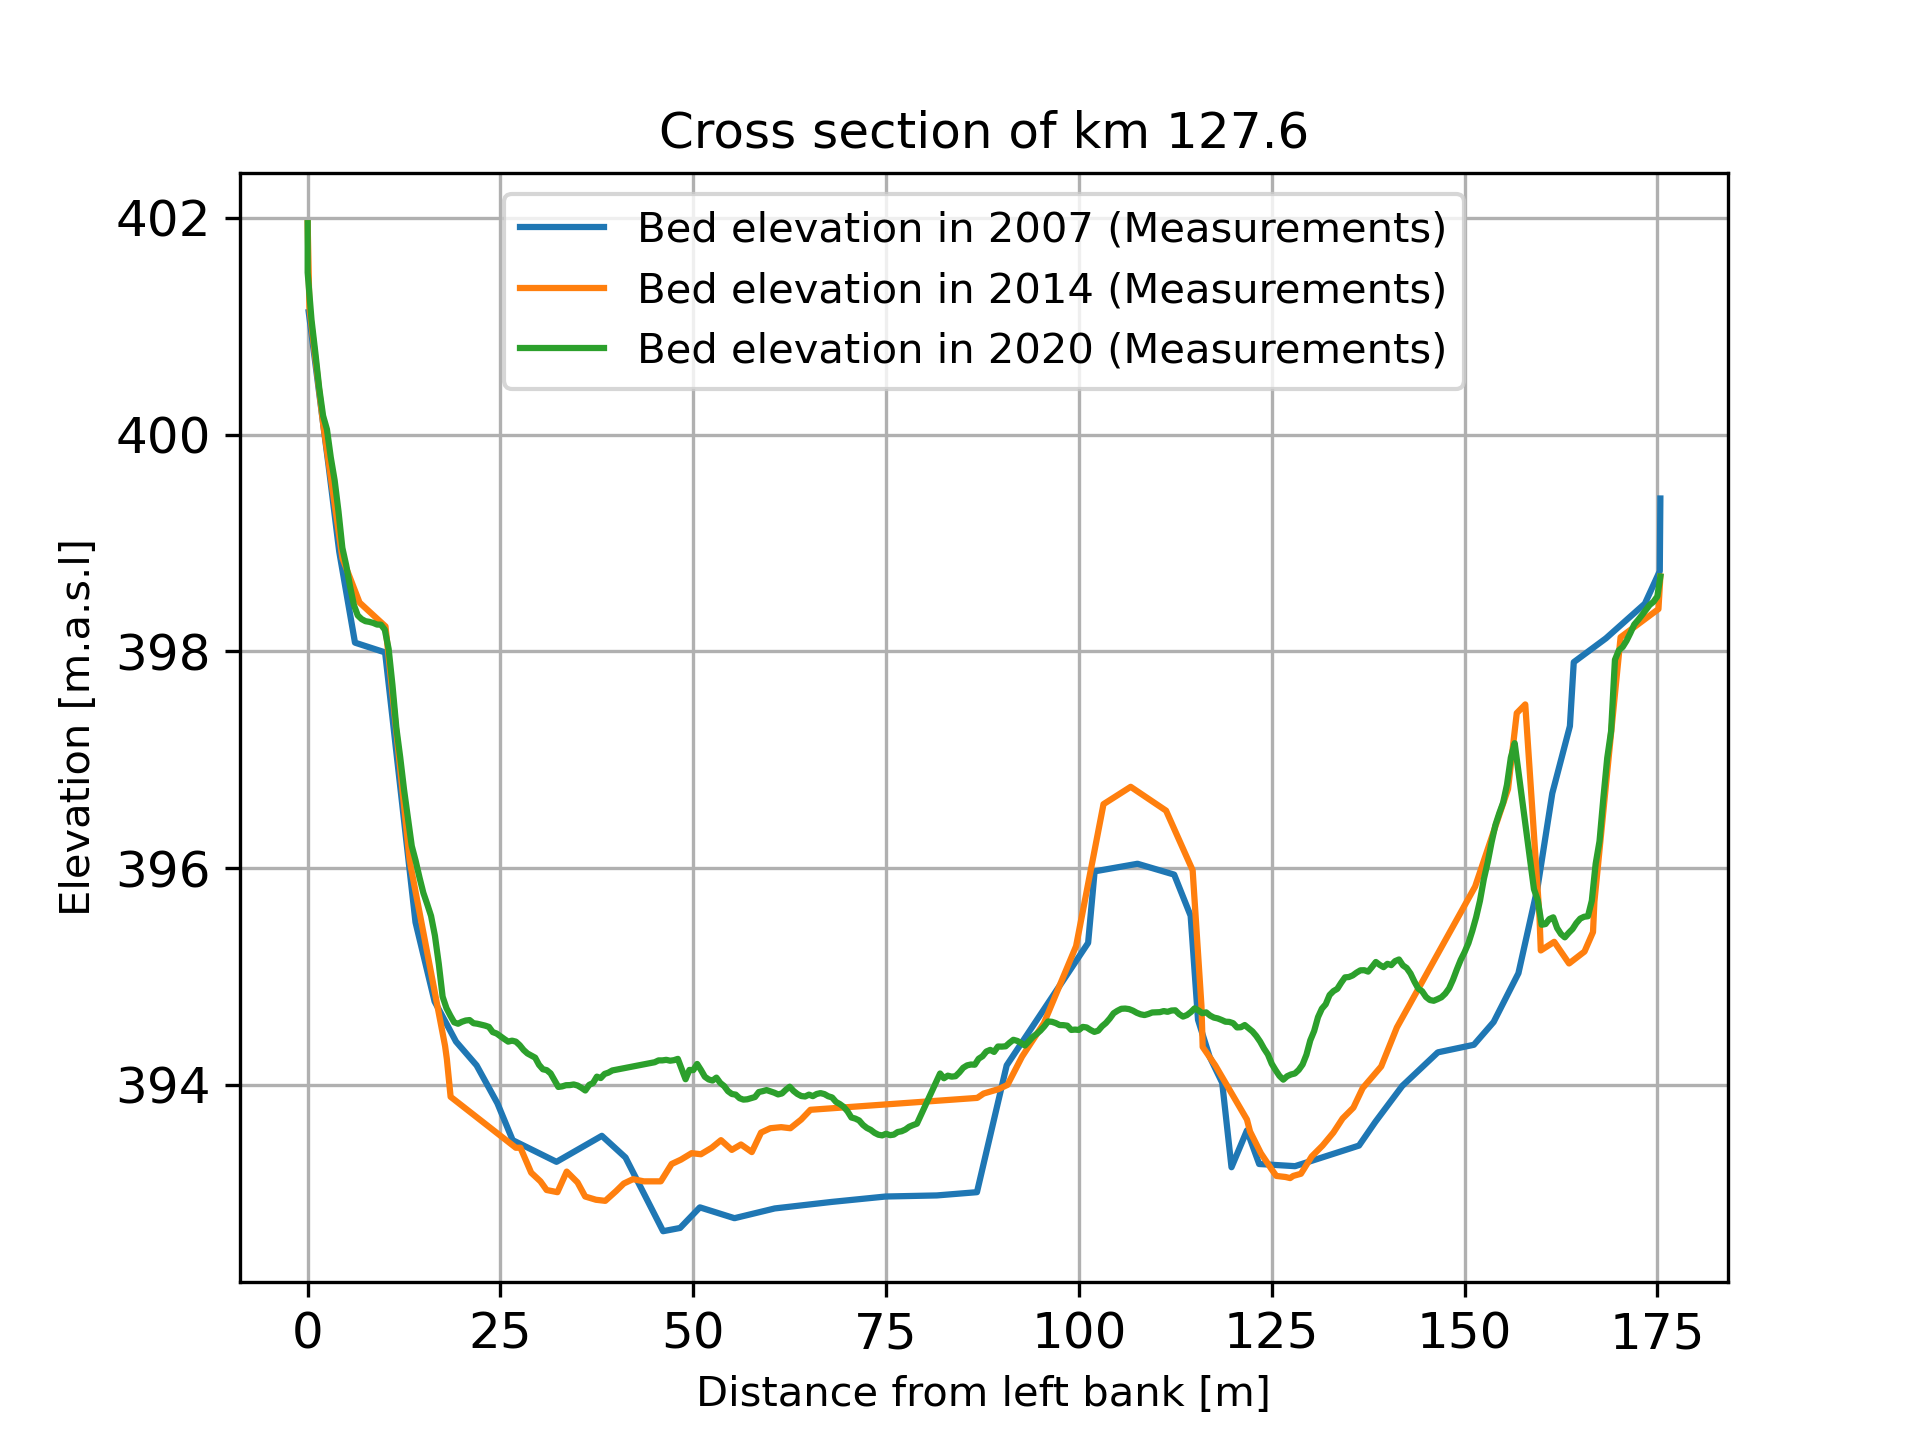 Cross section of km 127.6
Bed elevation in 2007 (Measurements)
Bed elevation in 2014 (Measurements)
Bed elevation in 2020 (Measurements)
Elevation [m.a.s.l]
402
400
398
396
394
0 25 50 75 100 125 150 175
Distance from left bank [m]